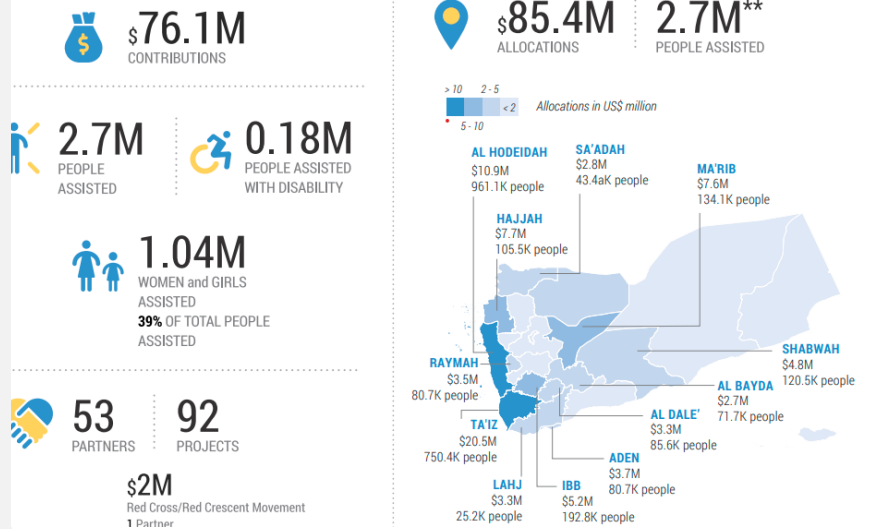 $76.1M
CONTRIBUTIONS
2.7M
PEOPLE
ASSISTED
0.18M
PEOPLE ASSISTED
WITH DISABILITY
1.04M
WOMEN and GIRLS
ASSISTED
39% OF TOTAL PEOPLE
ASSISTED
53
PARTNERS
92
PROJECTS
$2M
Red Cross/Red Crescent Movement
1 Partner
$85.4M
ALLOCATIONS
2.7M**
PEOPLE ASSISTED
> 10 2 - 5
< 2 Allocations in US$ million
5 - 10
AL HODEIDAH
$10.9M
961.1K people
SA'ADAH
$2.8M
43.4aK people
MA'RIB
$7.6M
134.1K people
HAJJAH
$7.7M
105.5K people
RAYMAH
$3.5M
80.7K people
SHABWAH
$4.8M
120.5K people
AL BAYDA
$2.7M
71.7K people
AL DALE'
$3.3M
85.6K people
TA'IZ
$20.5M
750.4K people
ADEN
$3.7M
80.7K people
LAHJ
$3.3M
25.2K people
IBB
$5.2M
192.8K people